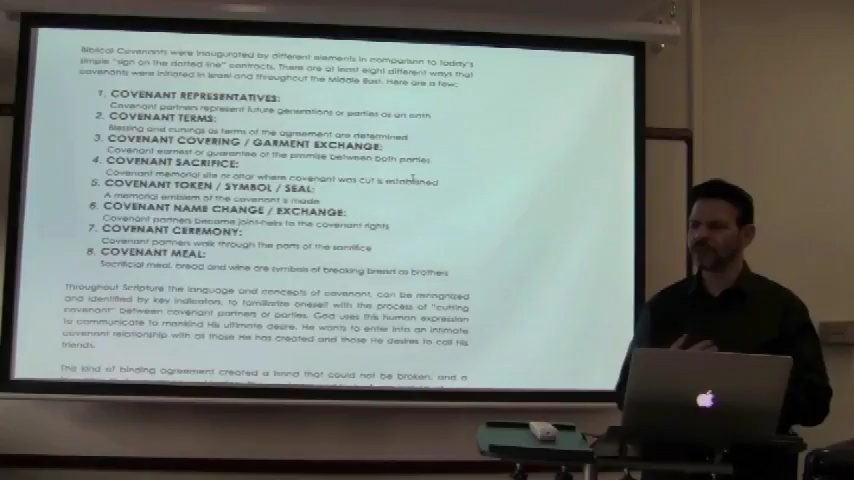 Biblical Covenants were inaugurated by different elements in comparison to today's
simple "sign on the dotted line" contracts. There are at least eight different ways that
covenants were initiated in Israel and throughout the Middle East. Here are a few:
1. COVENANT REPRESENTATIVES:
Covenant partners represent future generations or parties as an oath
2. COVENANT TERMS:
Blessing and cursings as terms of the agreement are determined
3. COVENANT COVERING / GARMENT EXCHANGE:
Covenant earnest or guarantee of the promise between both parties
4. COVENANT SACRIFICE:
Covenant memorial site or altar where covenant was cut is established
5. COVENANT TOKEN / SYMBOL / SEAL:
A memorial emblem of the covenant is made
6. COVENANT NAME CHANGE / EXCHANGE:
Covenant partners become joint-heirs to the covenant rights
7. COVENANT CEREMONY:
Covenant partners walk through the parts of the sacrifice
8. COVENANT MEAL:
Sacrificial meal, bread and wine are symbols of breaking bread as brothers
Throughout Scripture the language and concepts of covenant, can be recognized
and identified by key indicators, to familiarize oneself with the process of "cutting
covenant" between covenant partners or parties. God uses this human expression
to communicate to mankind His ultimate desire. He wants to enter into an intimate
covenant relationship with us those He has created and those He desires to call His
friends.
This kind of binding agreement created a bond that could not be broken, and a